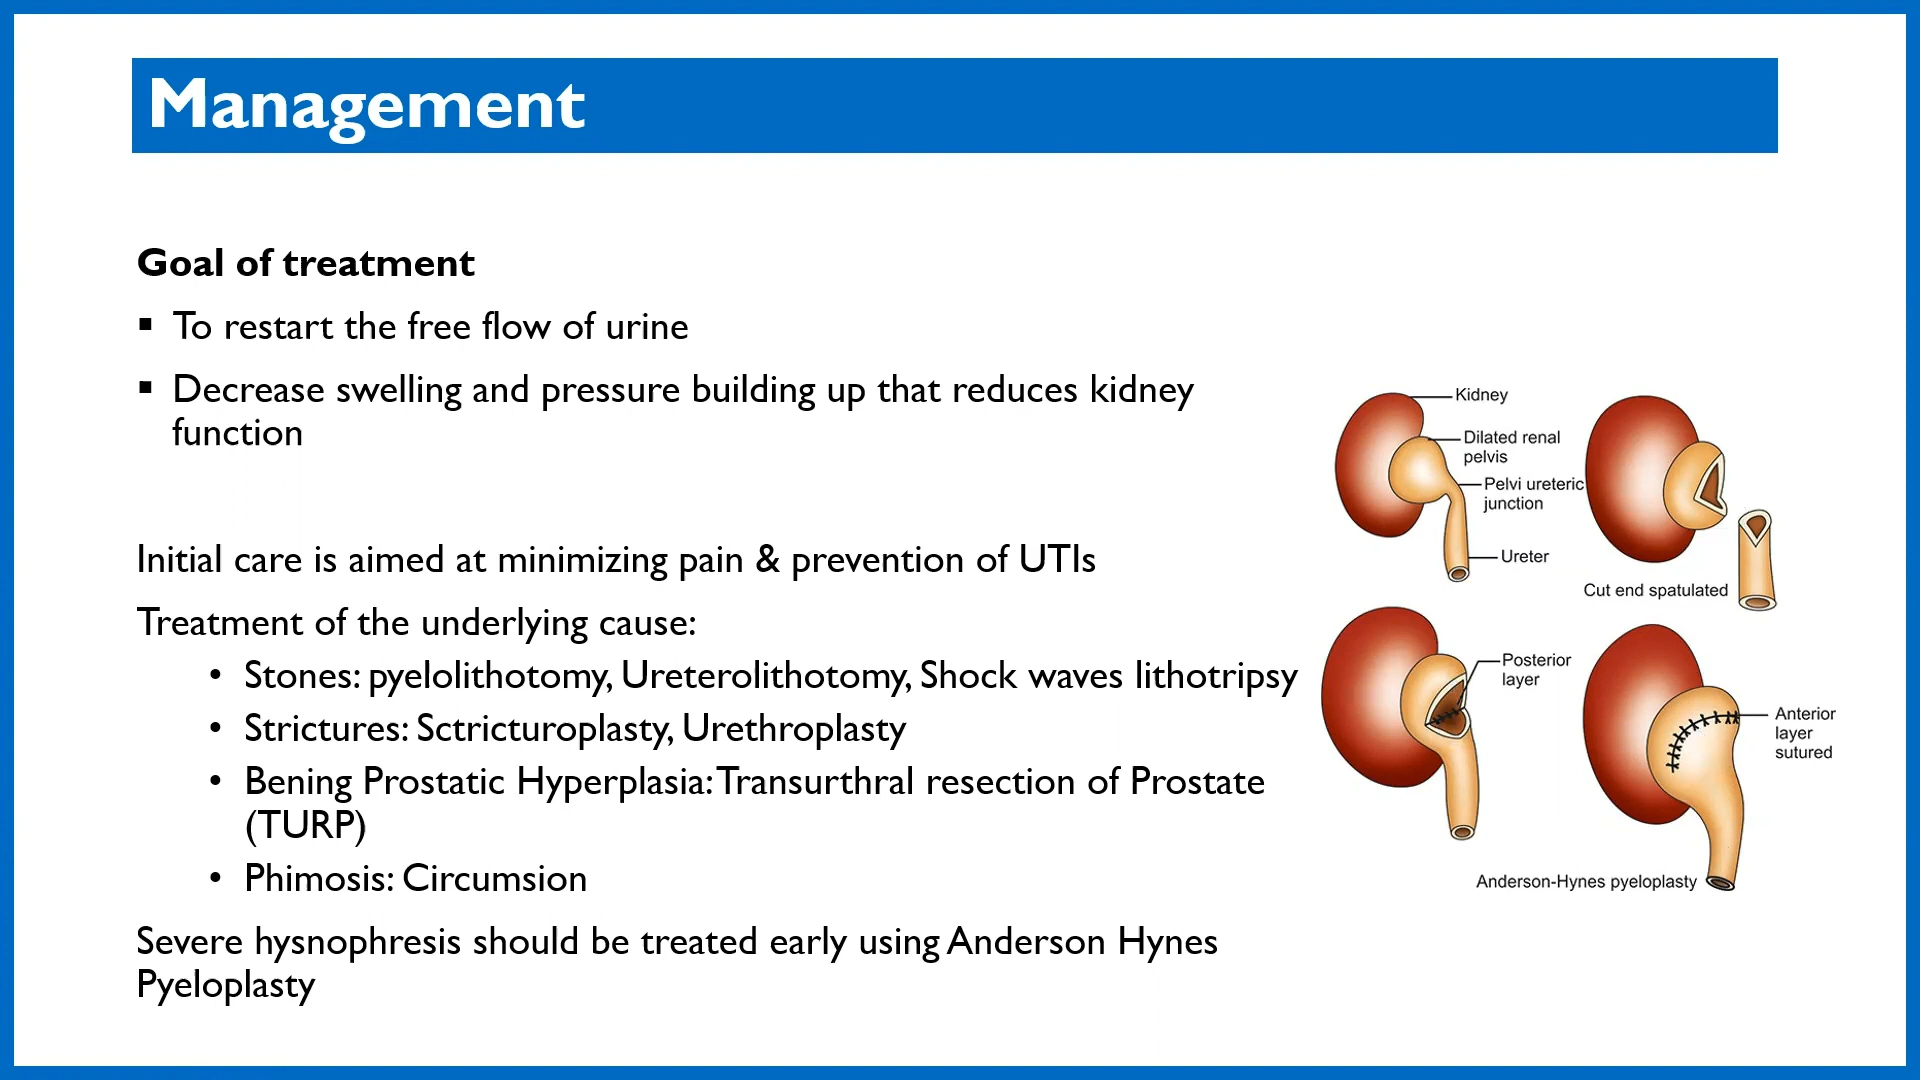 Management
Goal of treatment
▪ To restart the free flow of urine
▪ Decrease swelling and pressure building up that reduces kidney
function
Initial care is aimed at minimizing pain & prevention of UTIs
Treatment of the underlying cause:
• Stones: pyelolithotomy, Ureterolithotomy, Shock waves lithotripsy
• Strictures: Sctricturoplasty, Urethroplasty
• Bening Prostatic Hyperplasia: Transurthral resection of Prostate
(TURP)
• Phimosis: Circumsion
Severe hysnophresis should be treated early using Anderson Hynes
Pyeloplasty
Kidney
Dilated renal
pelvis
Pelvi ureteric
junction
Ureter
Cut end spatulated
Posterior
layer
Anterior
layer
sutured
Anderson-Hynes pyeloplasty